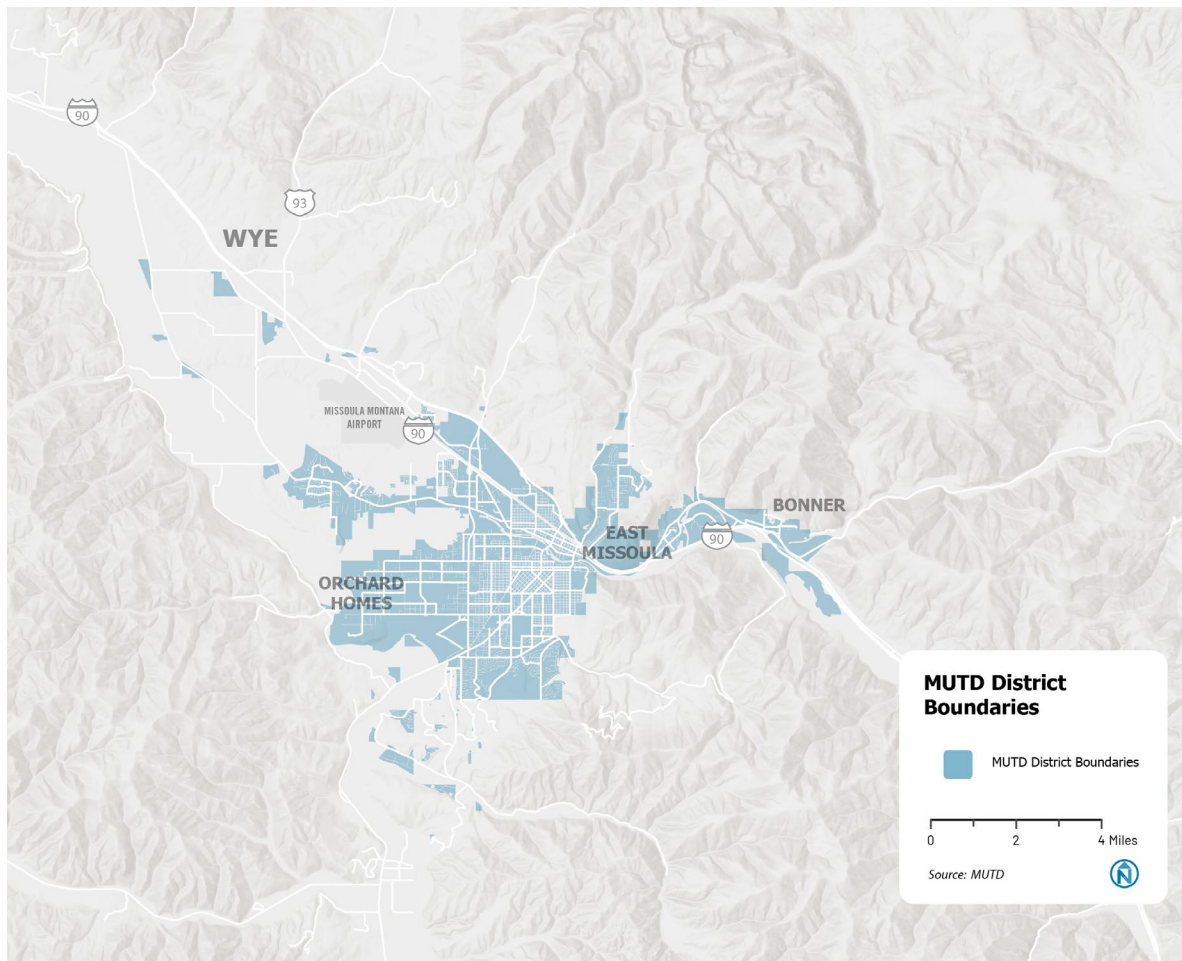 90
93
WYE
MISSOULA MONTANA
AIRPORT
90
BONNER
EAST
MISSOULA
90
ORCHARD
HOMES
MUTD District
Boundaries
MUTD District Boundaries
0 2 4 Miles
Source: MUTD
N